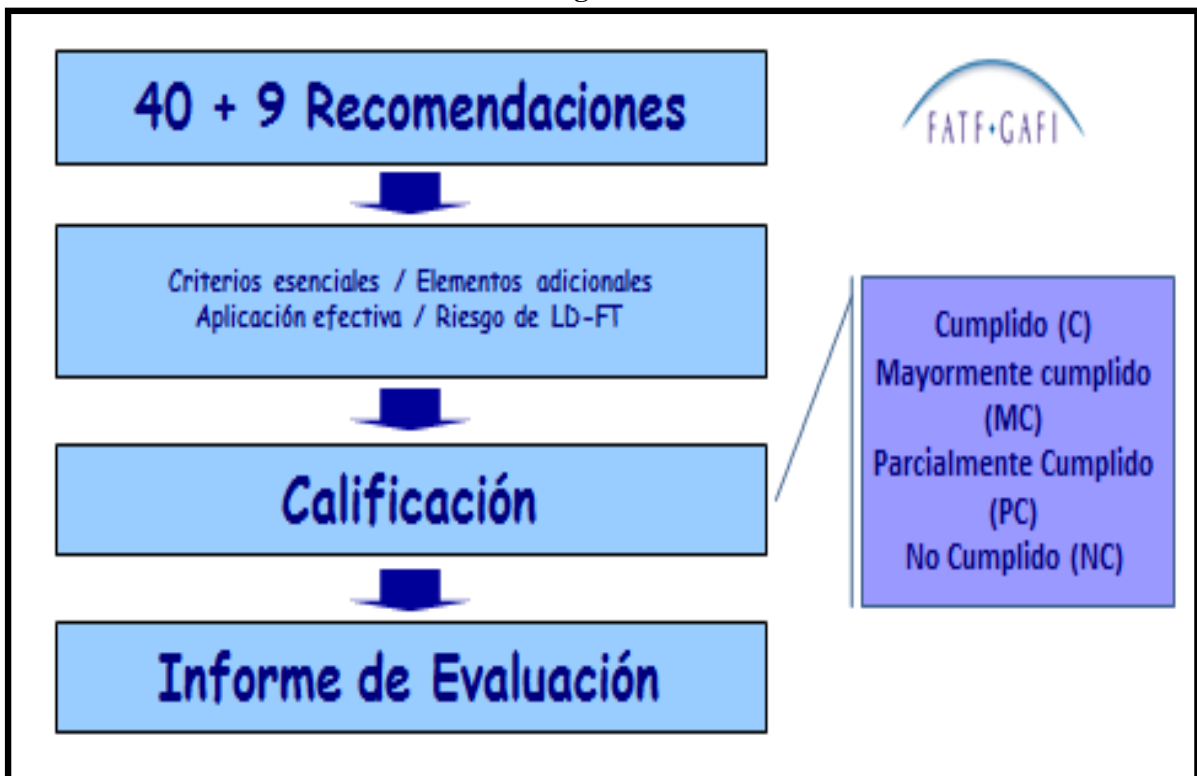 40 + 9 Recomendaciones
FATF•GAFI
Criterios esenciales / Elementos adicionales
Aplicación efectiva / Riesgo de LD-FT
Calificación
Cumplido (C)
Mayormente cumplido
(MC)
Parcialmente Cumplido
(PC)
No Cumplido (NC)
Informe de Evaluación